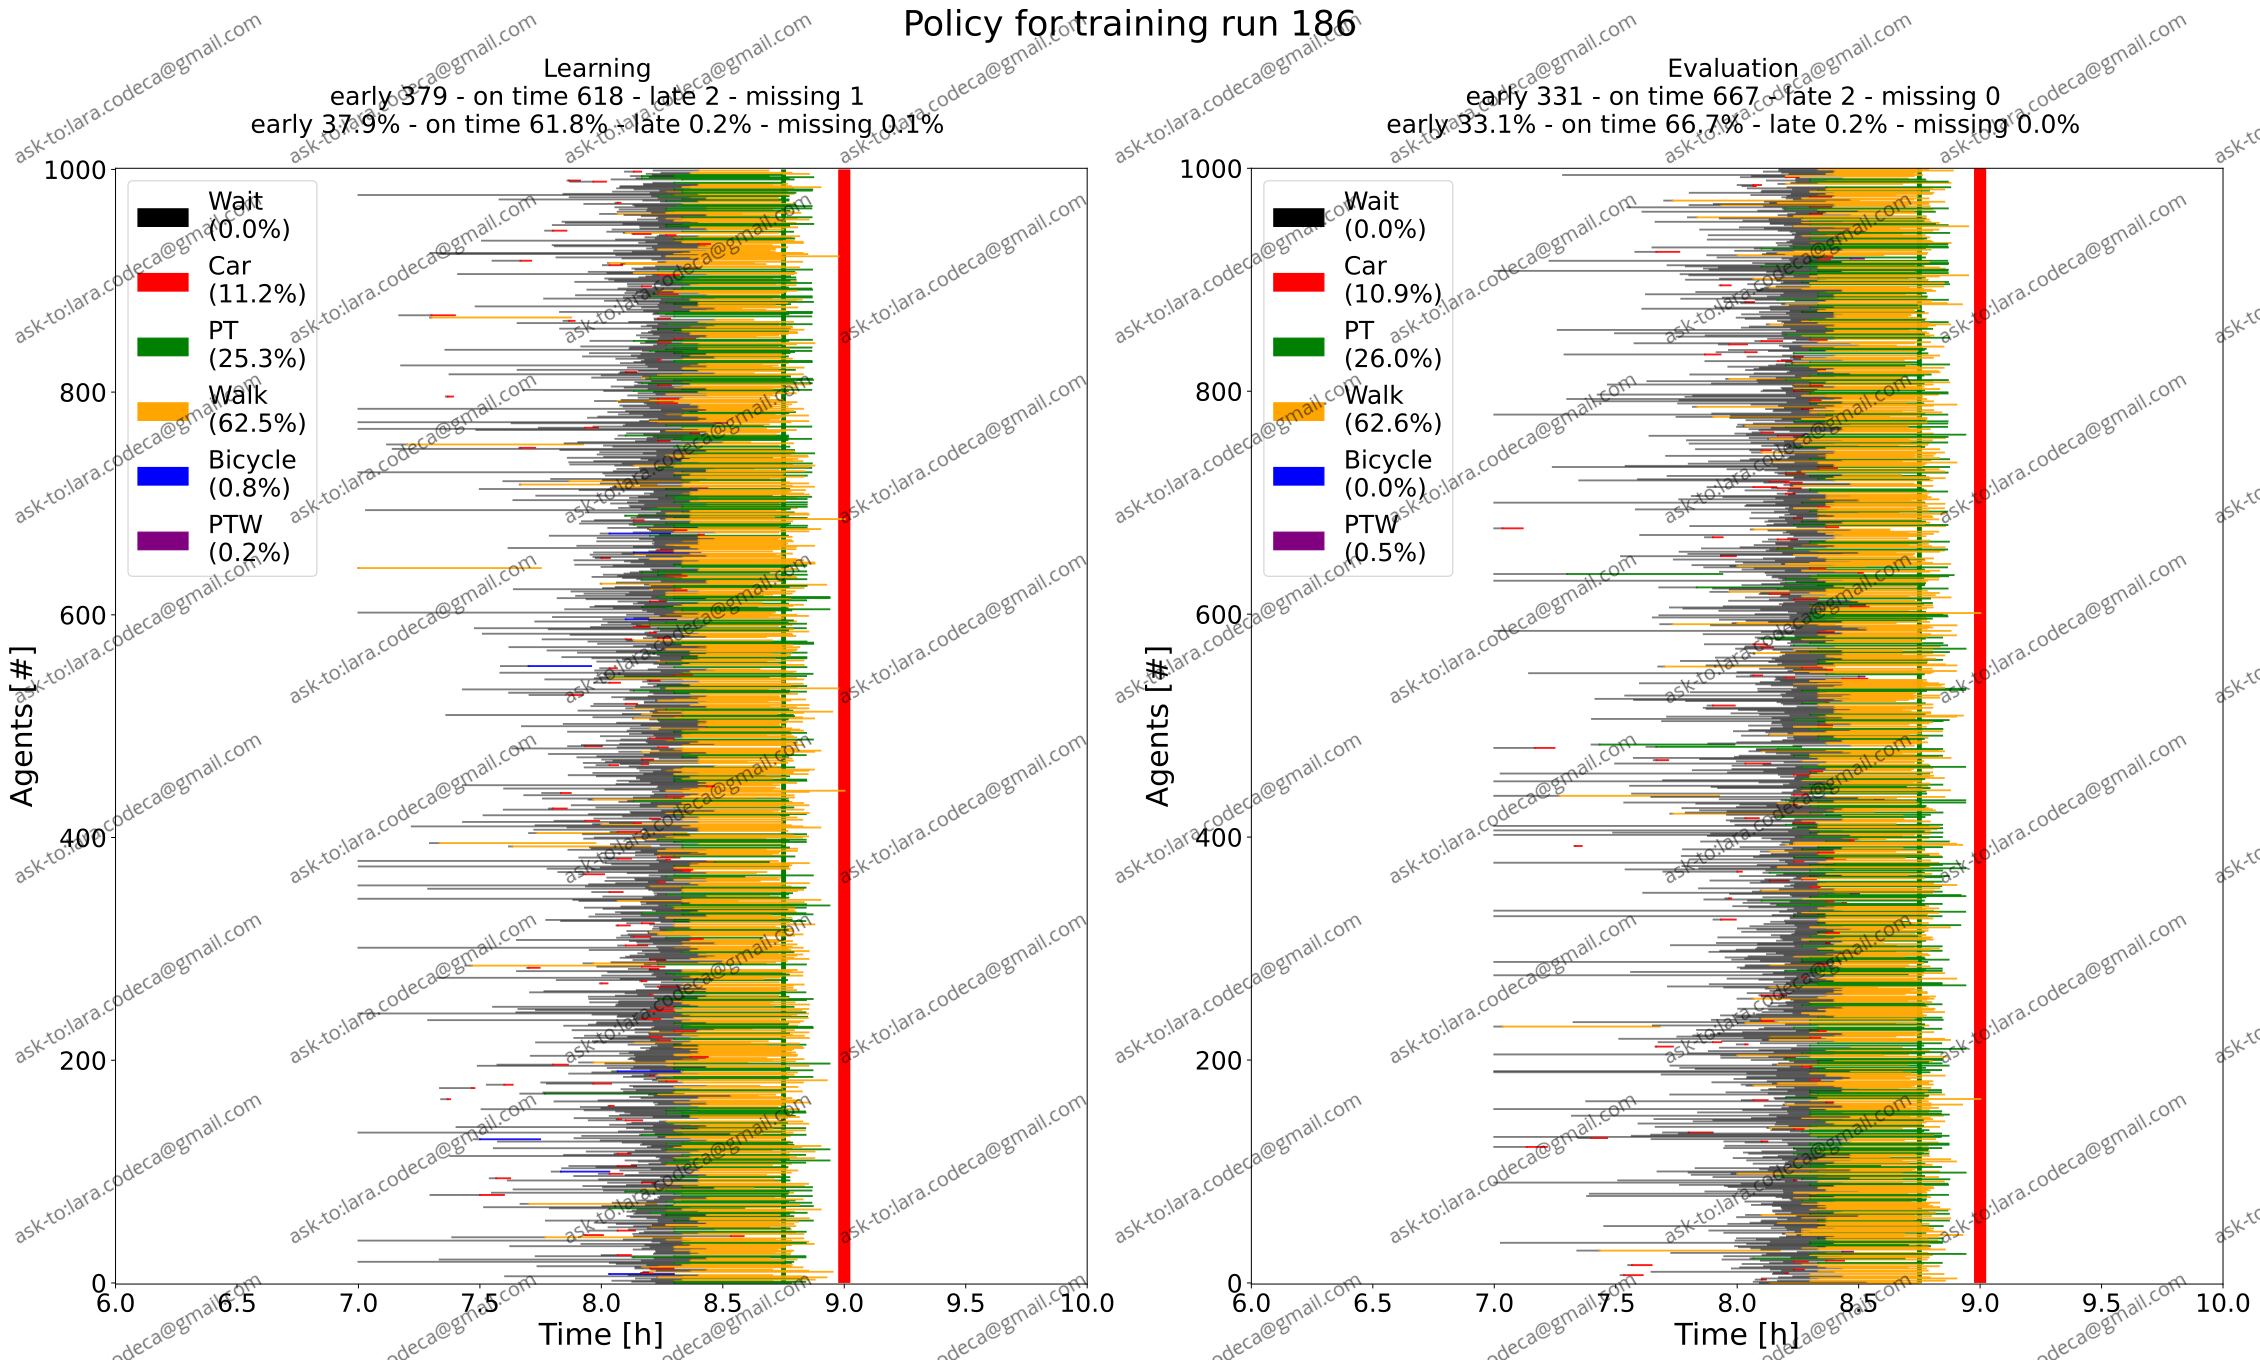 Policy for training run 186
Learning
early 379 - on time 618 - late 2 - missing 1
early 37.9% - on time 61.8% - late 0.2% - missing 0.1%
Wait
(0.0%)
Car
(11.2%)
PT
(25.3%)
Walk
(62.5%)
Bicycle
(0.8%)
PTW
(0.2%)
Agents [#]
1000
800
600
400
200
0
6.0 6.5 7.0 7.5 8.0 8.5 9.0 9.5 10.0
Time [h]
Evaluation
early 331 - on time 667 - late 2 - missing 0
early 33.1% - on time 66.7% - late 0.2% - missing 0.0%
Wait
(0.0%)
Car
(10.9%)
PT
(26.0%)
Walk
(62.6%)
Bicycle
(0.0%)
PTW
(0.5%)
Agents [#]
1000
800
600
400
200
0
6.0 6.5 7.0 7.5 8.0 8.5 9.0 9.5 10.0
Time [h]
ask-to:lara.codeca@gmail.com